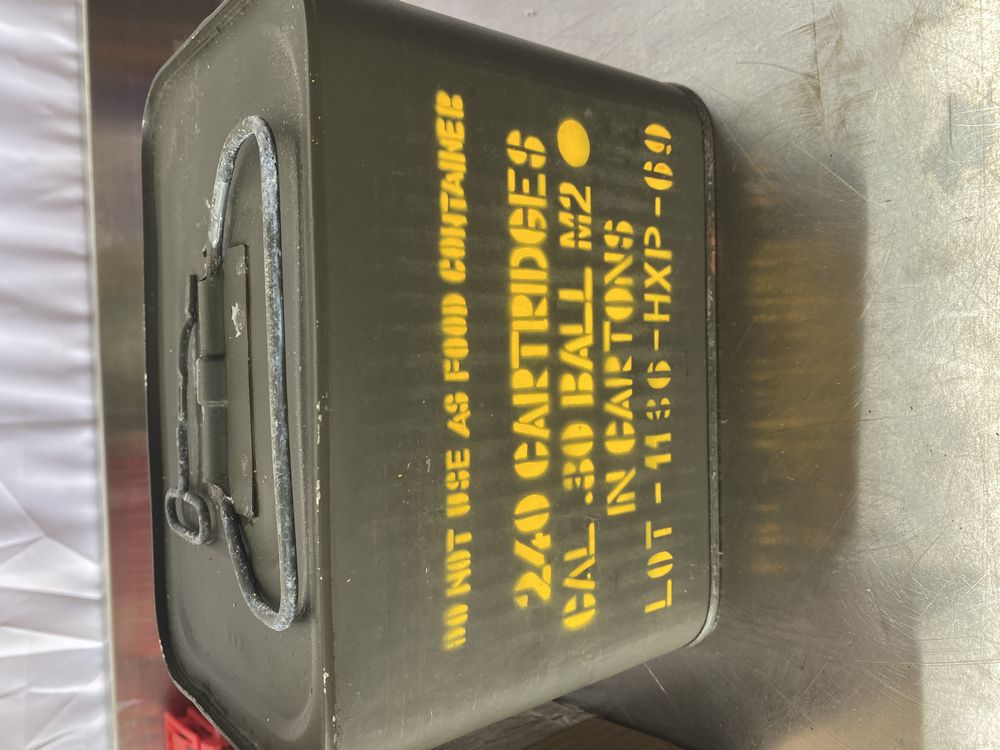 DO NOT USE AS FOOD CONTAINER
240 CARTRIDGES
CAL .30 BALL M2
IN CARTONS
LOT-1186-HXP-69